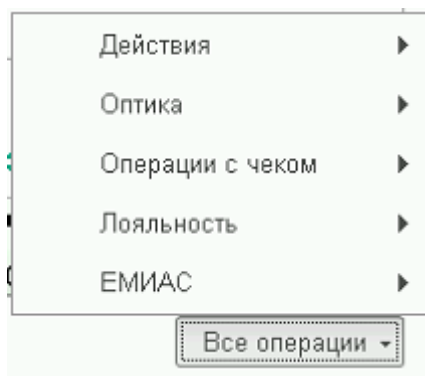 Действия
Оптика
Операции с чеком
Лояльность
ЕМИАС
Все операции